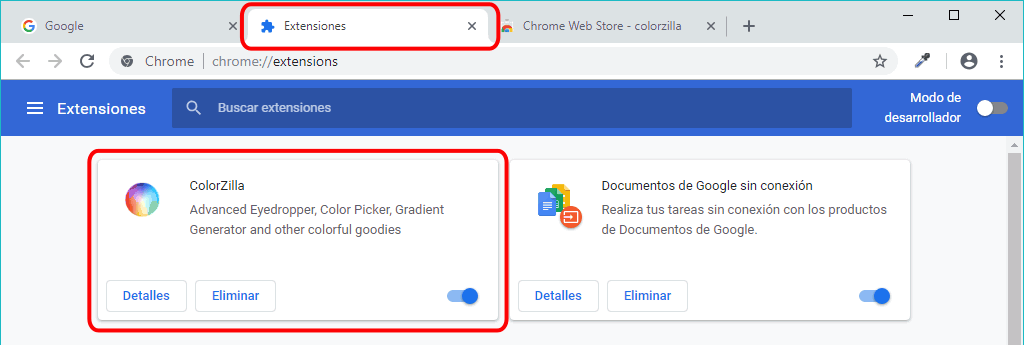 Google
Extensiones
Chrome Web Store - colorzilla
Chrome
chrome://extensions
Extensiones
Buscar extensiones
Modo de
desarrollador
ColorZilla
Advanced Eyedropper, Color Picker, Gradient
Generator and other colorful goodies
Detalles
Eliminar
Documentos de Google sin conexión
Realiza tus tareas sin conexión con los productos
de Documentos de Google.
Detalles
Eliminar